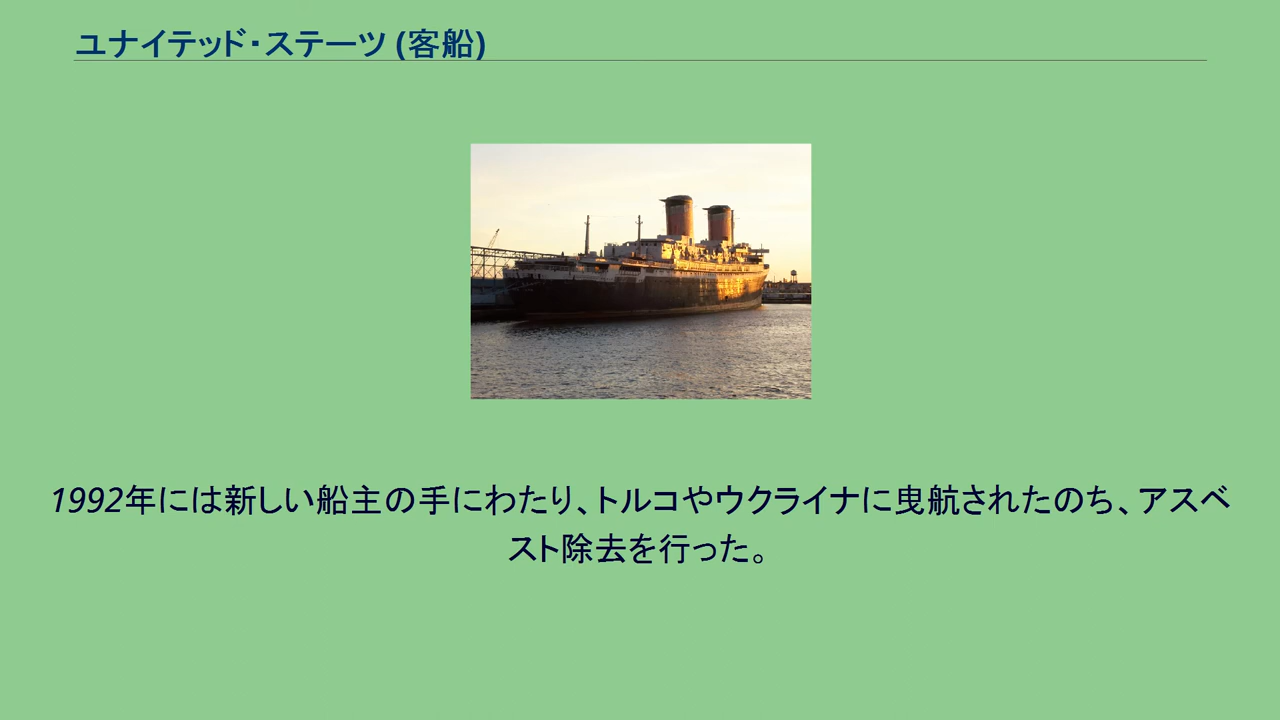 ユナイテッド・ステーツ (客船)
1992年には新しい船主の手にわたり、トルコやウクライナに曳航されたのち、アスベ
スト除去を行った。